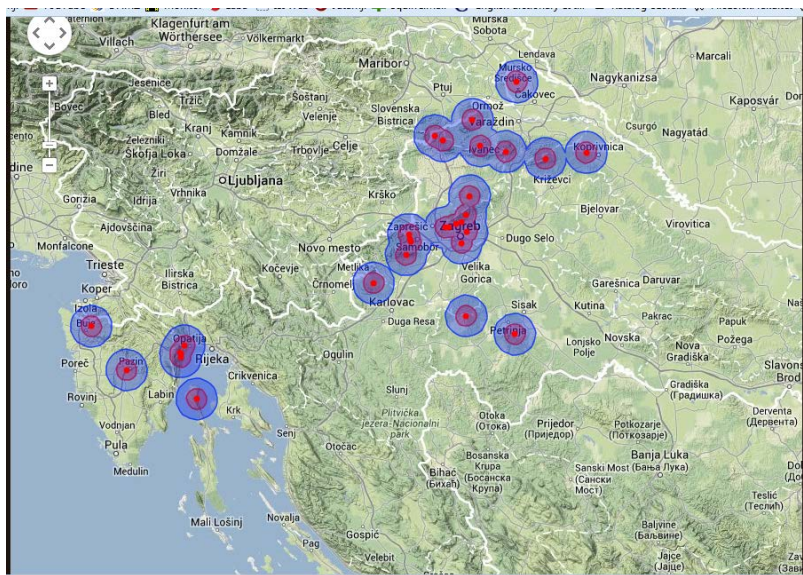 Klagenfurt am
Wörthersee
Völkermarkt
Villach
Murska
Sobota
Maribor
Lendava
Marcali
Mursko
Središće
Nagykanizsa
Ptuj
Čakovec
Kaposvár
Jesenice
Tržič
Šoštanj
Velenje
Slovenska
Bistrica
Ormož
Varaždin
Csurgó
Nagyatád
Bovec
Bled
Kranj
Kamnik
Celje
Železniki
Škofja Loka
Domžale
Trbovlje
Ivanec
Koprivnica
Žiri
Ljubljana
Križevci
Gorizia
Idrija
Vrhnika
Krško
Bjelovar
Virovitica
Ajdovščina
Zaprešić
Zagreb
Dugo Selo
Monfalcone
Novo mesto
Samobor
Trieste
Ilirska
Bistrica
Kočevje
Metlika
Črnomelj
Velika
Gorica
Garešnica
Daruvar
Koper
Izola
Karlovac
Sisak
Kutina
Pakrac
Papuk
Buje
Duga Resa
Petrinja
Lonjsko
Polje
Novska
Nova
Gradiška
Požega
Opatija
Rijeka
Ogulin
Poreč
Pazin
Crikvenica
Slavons
Brod
Rovinj
Labin
Krk
Slunj
Gradiška
(Градишка)
Vodnjan
Senj
Plitvička
jezera-Nacionalni
park
Otoka
(Отока)
Prijedor
(Приједор)
Potkozarje
(Поткозарје)
Derventa
(Дервента)
Pula
Otočac
Bosanska
Krupa
(Босанска
Крупа)
Banja Luka
(Бања Лука)
Medulin
Bihać
(Бихаћ)
Sanski Most
(Сански
Мост)
Teslić
(Теслић)
Mali Lošinj
Novalja
Pag
Gospić
Velebit
Baljvine
(Баљвине)
Jajce
(Јајце)